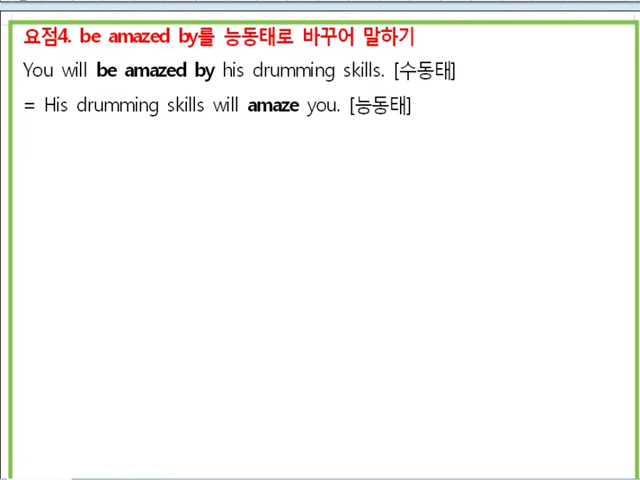 요점4. be amazed by를 능동태로 바꾸어 말하기
You will be amazed by his drumming skills. [수동태]
= His drumming skills will amaze you. [능동태]